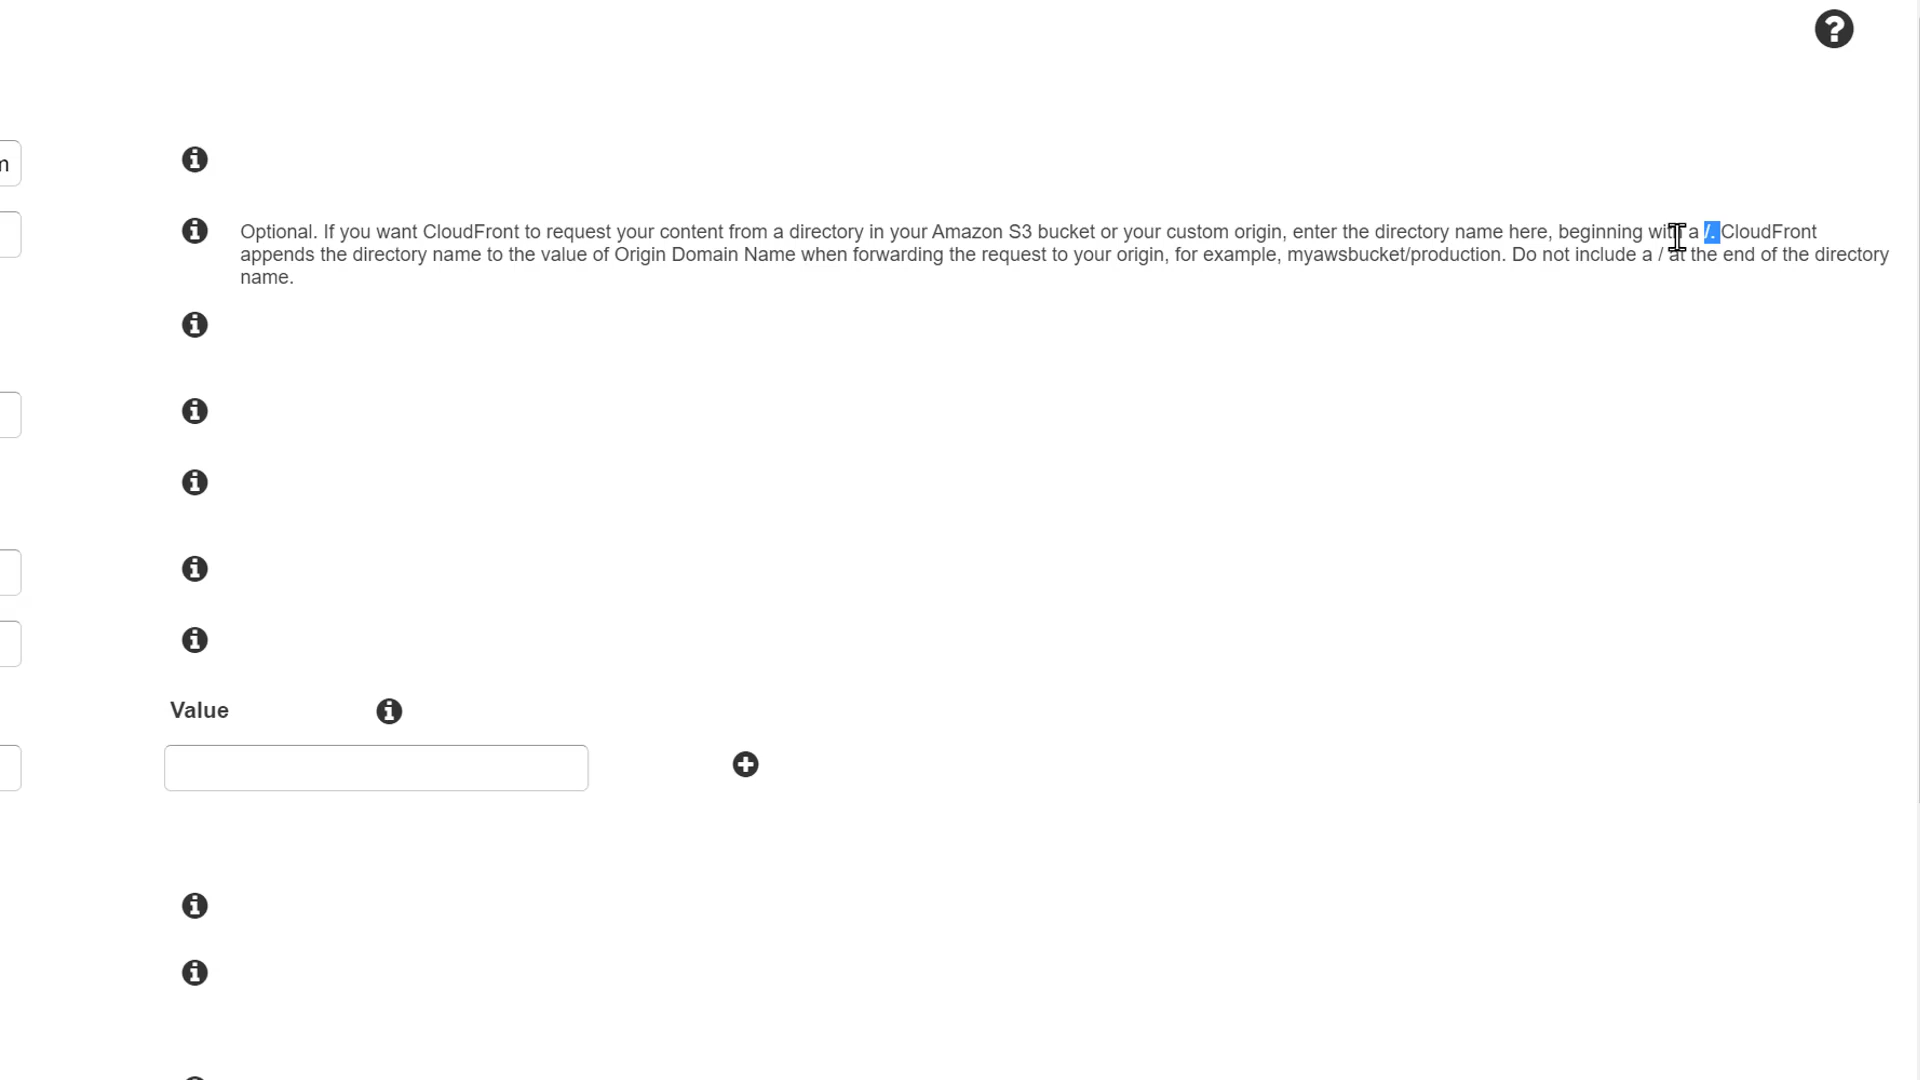 m
Optional. If you want CloudFront to request your content from a directory in your Amazon S3 bucket or your custom origin, enter the directory name here, beginning with a /. CloudFront
appends the directory name to the value of Origin Domain Name when forwarding the request to your origin, for example, myawsbucket/production. Do not include a / at the end of the directory
name.
Value